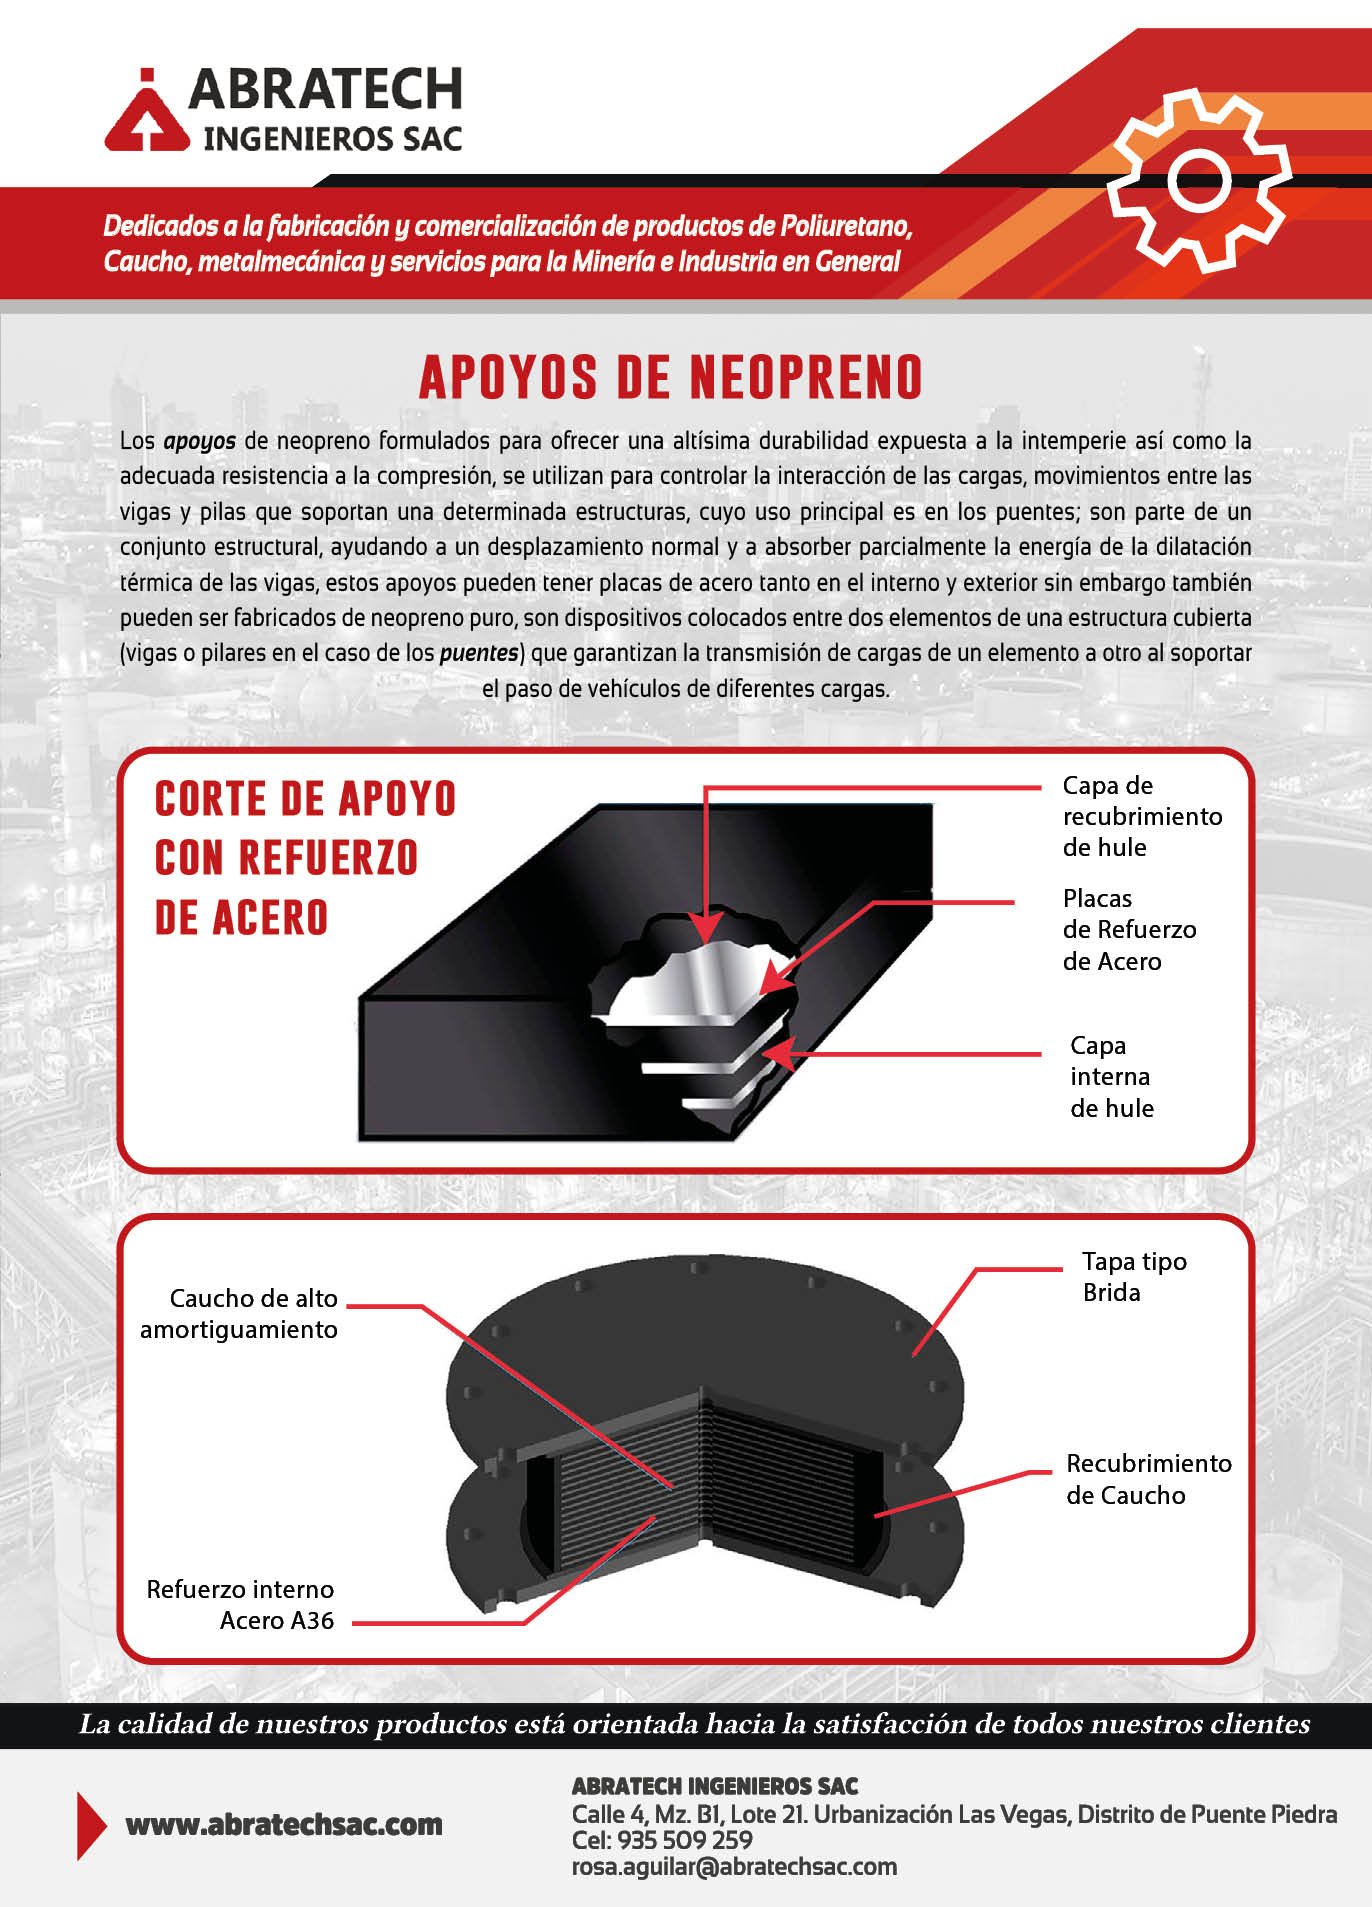 ABRATECH
INGENIEROS SAC
Dedicados a la fabricación y comercialización de productos de Poliuretano,
Caucho, metalmecánica y servicios para la Minería e Industria en General
APOYOS DE NEOPRENO
Los apoyos de neopreno formulados para ofrecer una altísima durabilidad expuesta a la intemperie así como la
adecuada resistencia a la compresión, se utilizan para controlar la interacción de las cargas, movimientos entre las
vigas y pilas que soportan una determinada estructuras, cuyo uso principal es en los puentes; son parte de un
conjunto estructural, ayudando a un desplazamiento normal y a absorber parcialmente la energía de la dilatación
térmica de las vigas, estos apoyos pueden tener placas de acero tanto en el interno y exterior sin embargo también
pueden ser fabricados de neopreno puro, son dispositivos colocados entre dos elementos de una estructura cubierta
(vigas o pilares en el caso de los puentes) que garantizan la transmisión de cargas de un elemento a otro al soportar
el paso de vehículos de diferentes cargas.
CORTE DE APOYO
CON REFUERZO
DE ACERO
Capa de
recubrimiento
de hule
Placas
de Refuerzo
de Acero
Capa
interna
de hule
Caucho de alto
amortiguamiento
Tapa tipo
Brida
Recubrimiento
de Caucho
Refuerzo interno
Acero A36
La calidad de nuestros productos está orientada hacia la satisfacción de todos nuestros clientes
www.abratechsac.com
ABRATECH INGENIEROS SAC
Calle 4, Mz. B1, Lote 21. Urbanización Las Vegas, Distrito de Puente Piedra
Cel: 935 509 259
rosa.aguilar@abratechsac.com